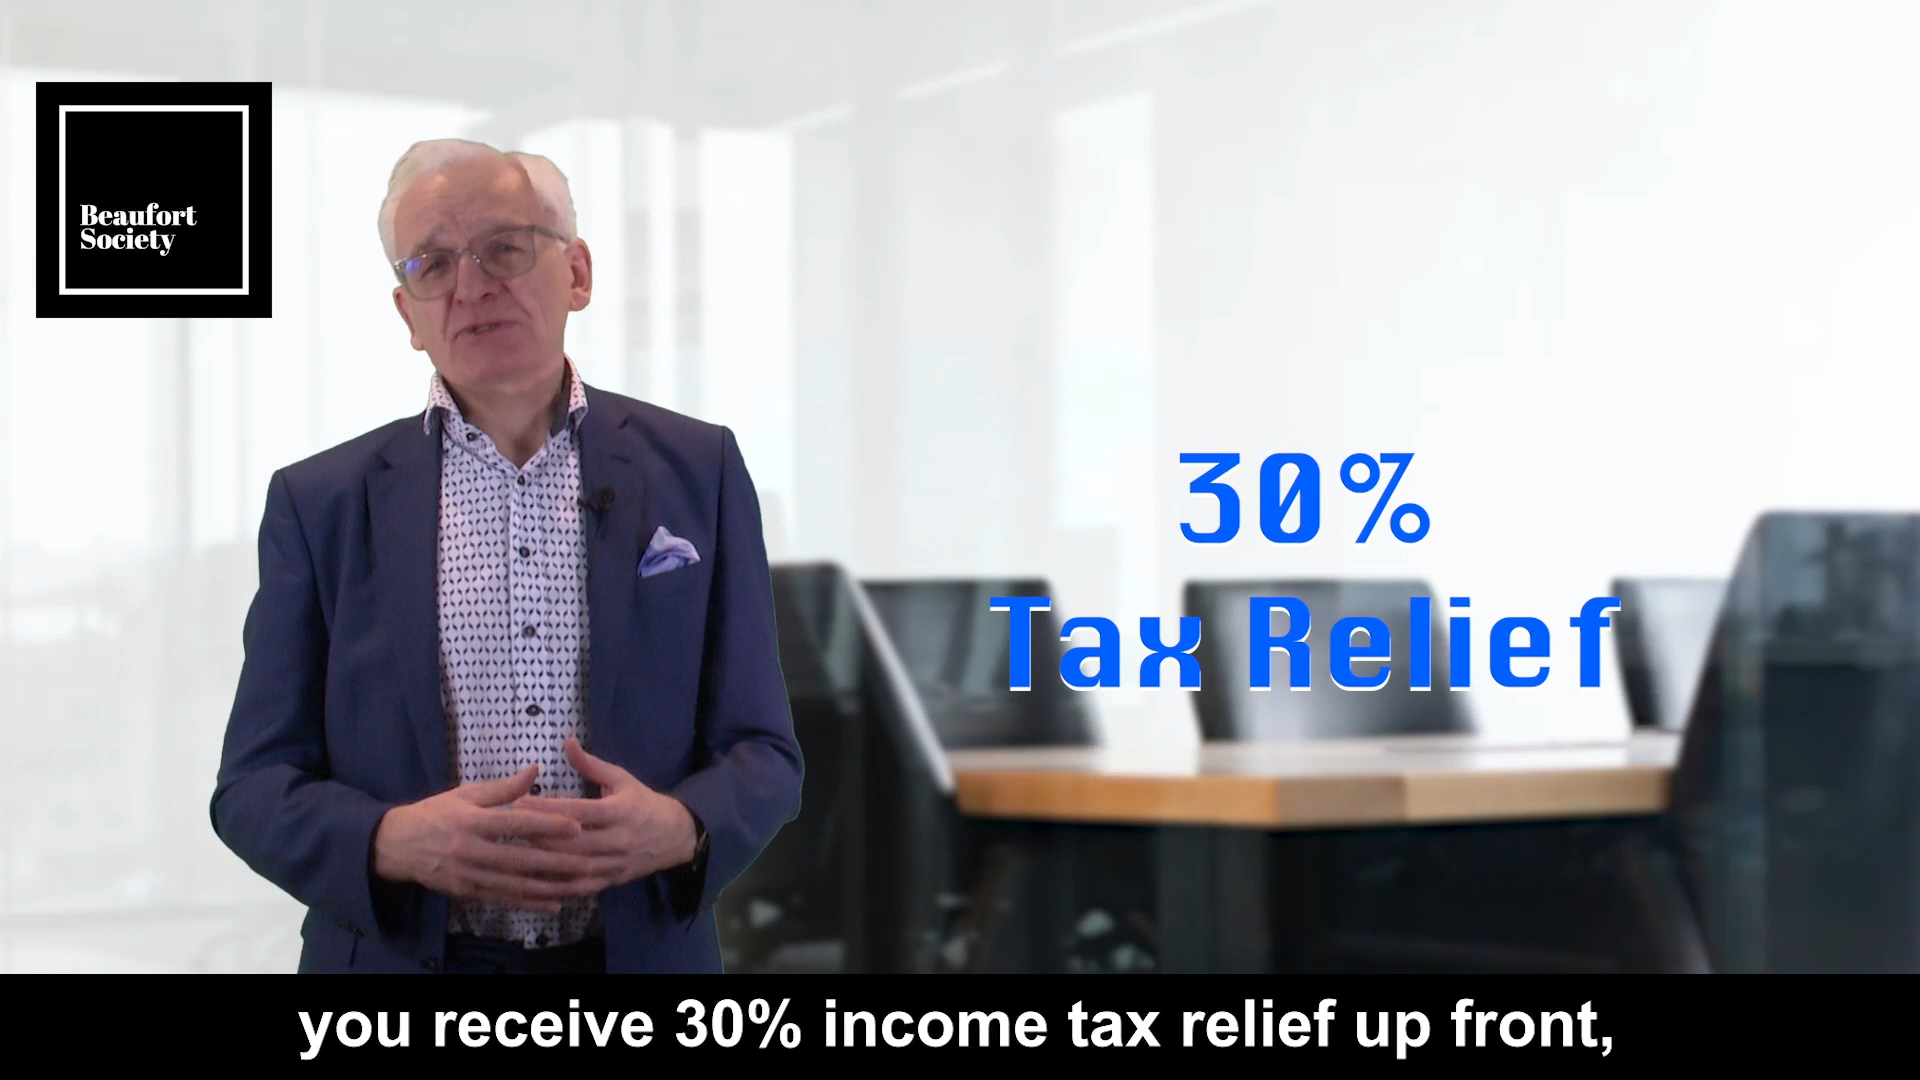 Beaufort
Society
30%
Tax Relief
you receive 30% income tax relief up front,